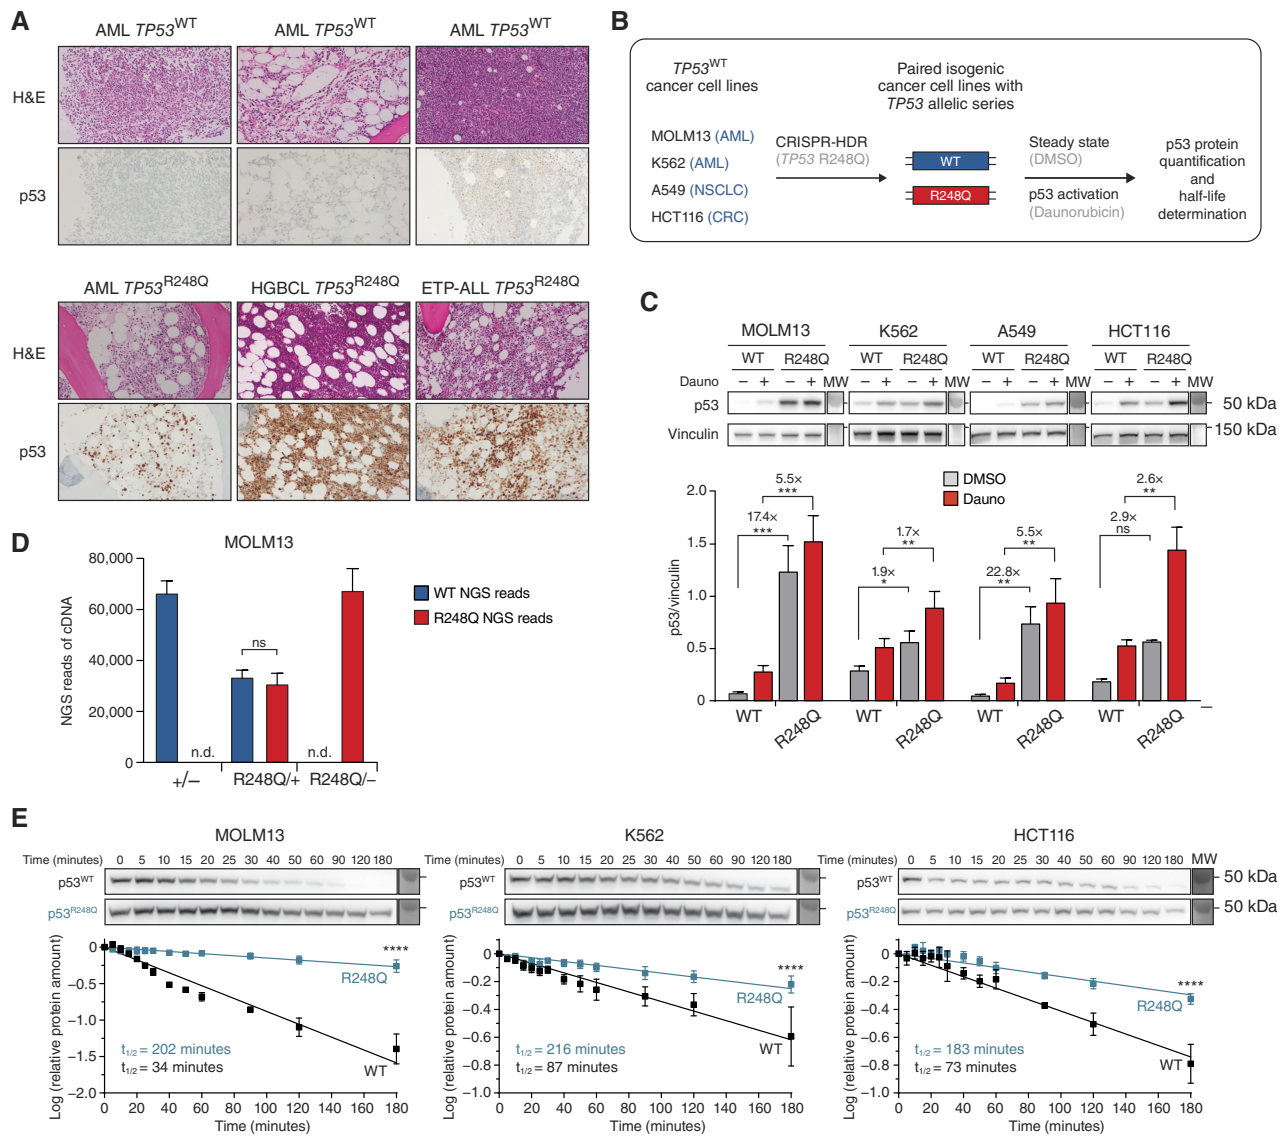 A
AML TP53WT
AML TP53WT
AML TP53WT
H&E
p53
AML TP53R248Q
HGBCL TP53R248Q
ETP-ALL TP53R248Q
H&E
p53
B
TP53WT
cancer cell lines
MOLM13 (AML)
K562 (AML)
A549 (NSCLC)
HCT116 (CRC)
CRISPR-HDR
(TP53 R248Q)
Paired isogenic
cancer cell lines with
TP53 allelic series
WT
R248Q
Steady state
(DMSO)
p53 activation
(Daunorubicin)
p53 protein
quantification
and
half-life
determination
C
MOLM13 K562 A549 HCT116
WT R248Q WT R248Q WT R248Q WT R248Q
Dauno − + − + MW − + − + MW − + − + MW − + − + MW
p53 50 kDa
Vinculin 150 kDa
DMSO
Dauno
p53/vinculin
2.0
1.5
1.0
0.5
0
17.4×
***
5.5×
***
1.9×
*
1.7×
**
22.8×
**
5.5×
**
2.9×
ns
2.6×
**
WT R248Q WT R248Q WT R248Q WT R248Q
D
MOLM13
NGS reads of cDNA
80,000
60,000
40,000
20,000
0
n.d.
ns
n.d.
+/− R248Q/+ R248Q/−
WT NGS reads
R248Q NGS reads
E
MOLM13
Time (minutes) 0 5 10 15 20 25 30 40 50 60 90 120 180
p53WT
p53R248Q
Log (relative protein amount)
0
−0.5
−1.0
−1.5
−2.0
****
R248Q
WT
t1/2 = 202 minutes
t1/2 = 34 minutes
0 20 40 60 80 100 120 140 160 180
Time (minutes)
K562
Time (minutes) 0 5 10 15 20 25 30 40 50 60 90 120 180
p53WT
p53R248Q
Log (relative protein amount)
0.2
0
−0.2
−0.4
−0.6
−0.8
−1.0
****
R248Q
WT
t1/2 = 216 minutes
t1/2 = 87 minutes
0 20 40 60 80 100 120 140 160 180
Time (minutes)
HCT116
Time (minutes) 0 5 10 15 20 25 30 40 50 60 90 120 180 MW
p53WT 50 kDa
p53R248Q 50 kDa
Log (relative protein amount)
0.2
0
−0.2
−0.4
−0.6
−0.8
−1.0
****
R248Q
WT
t1/2 = 183 minutes
t1/2 = 73 minutes
0 20 40 60 80 100 120 140 160 180
Time (minutes)